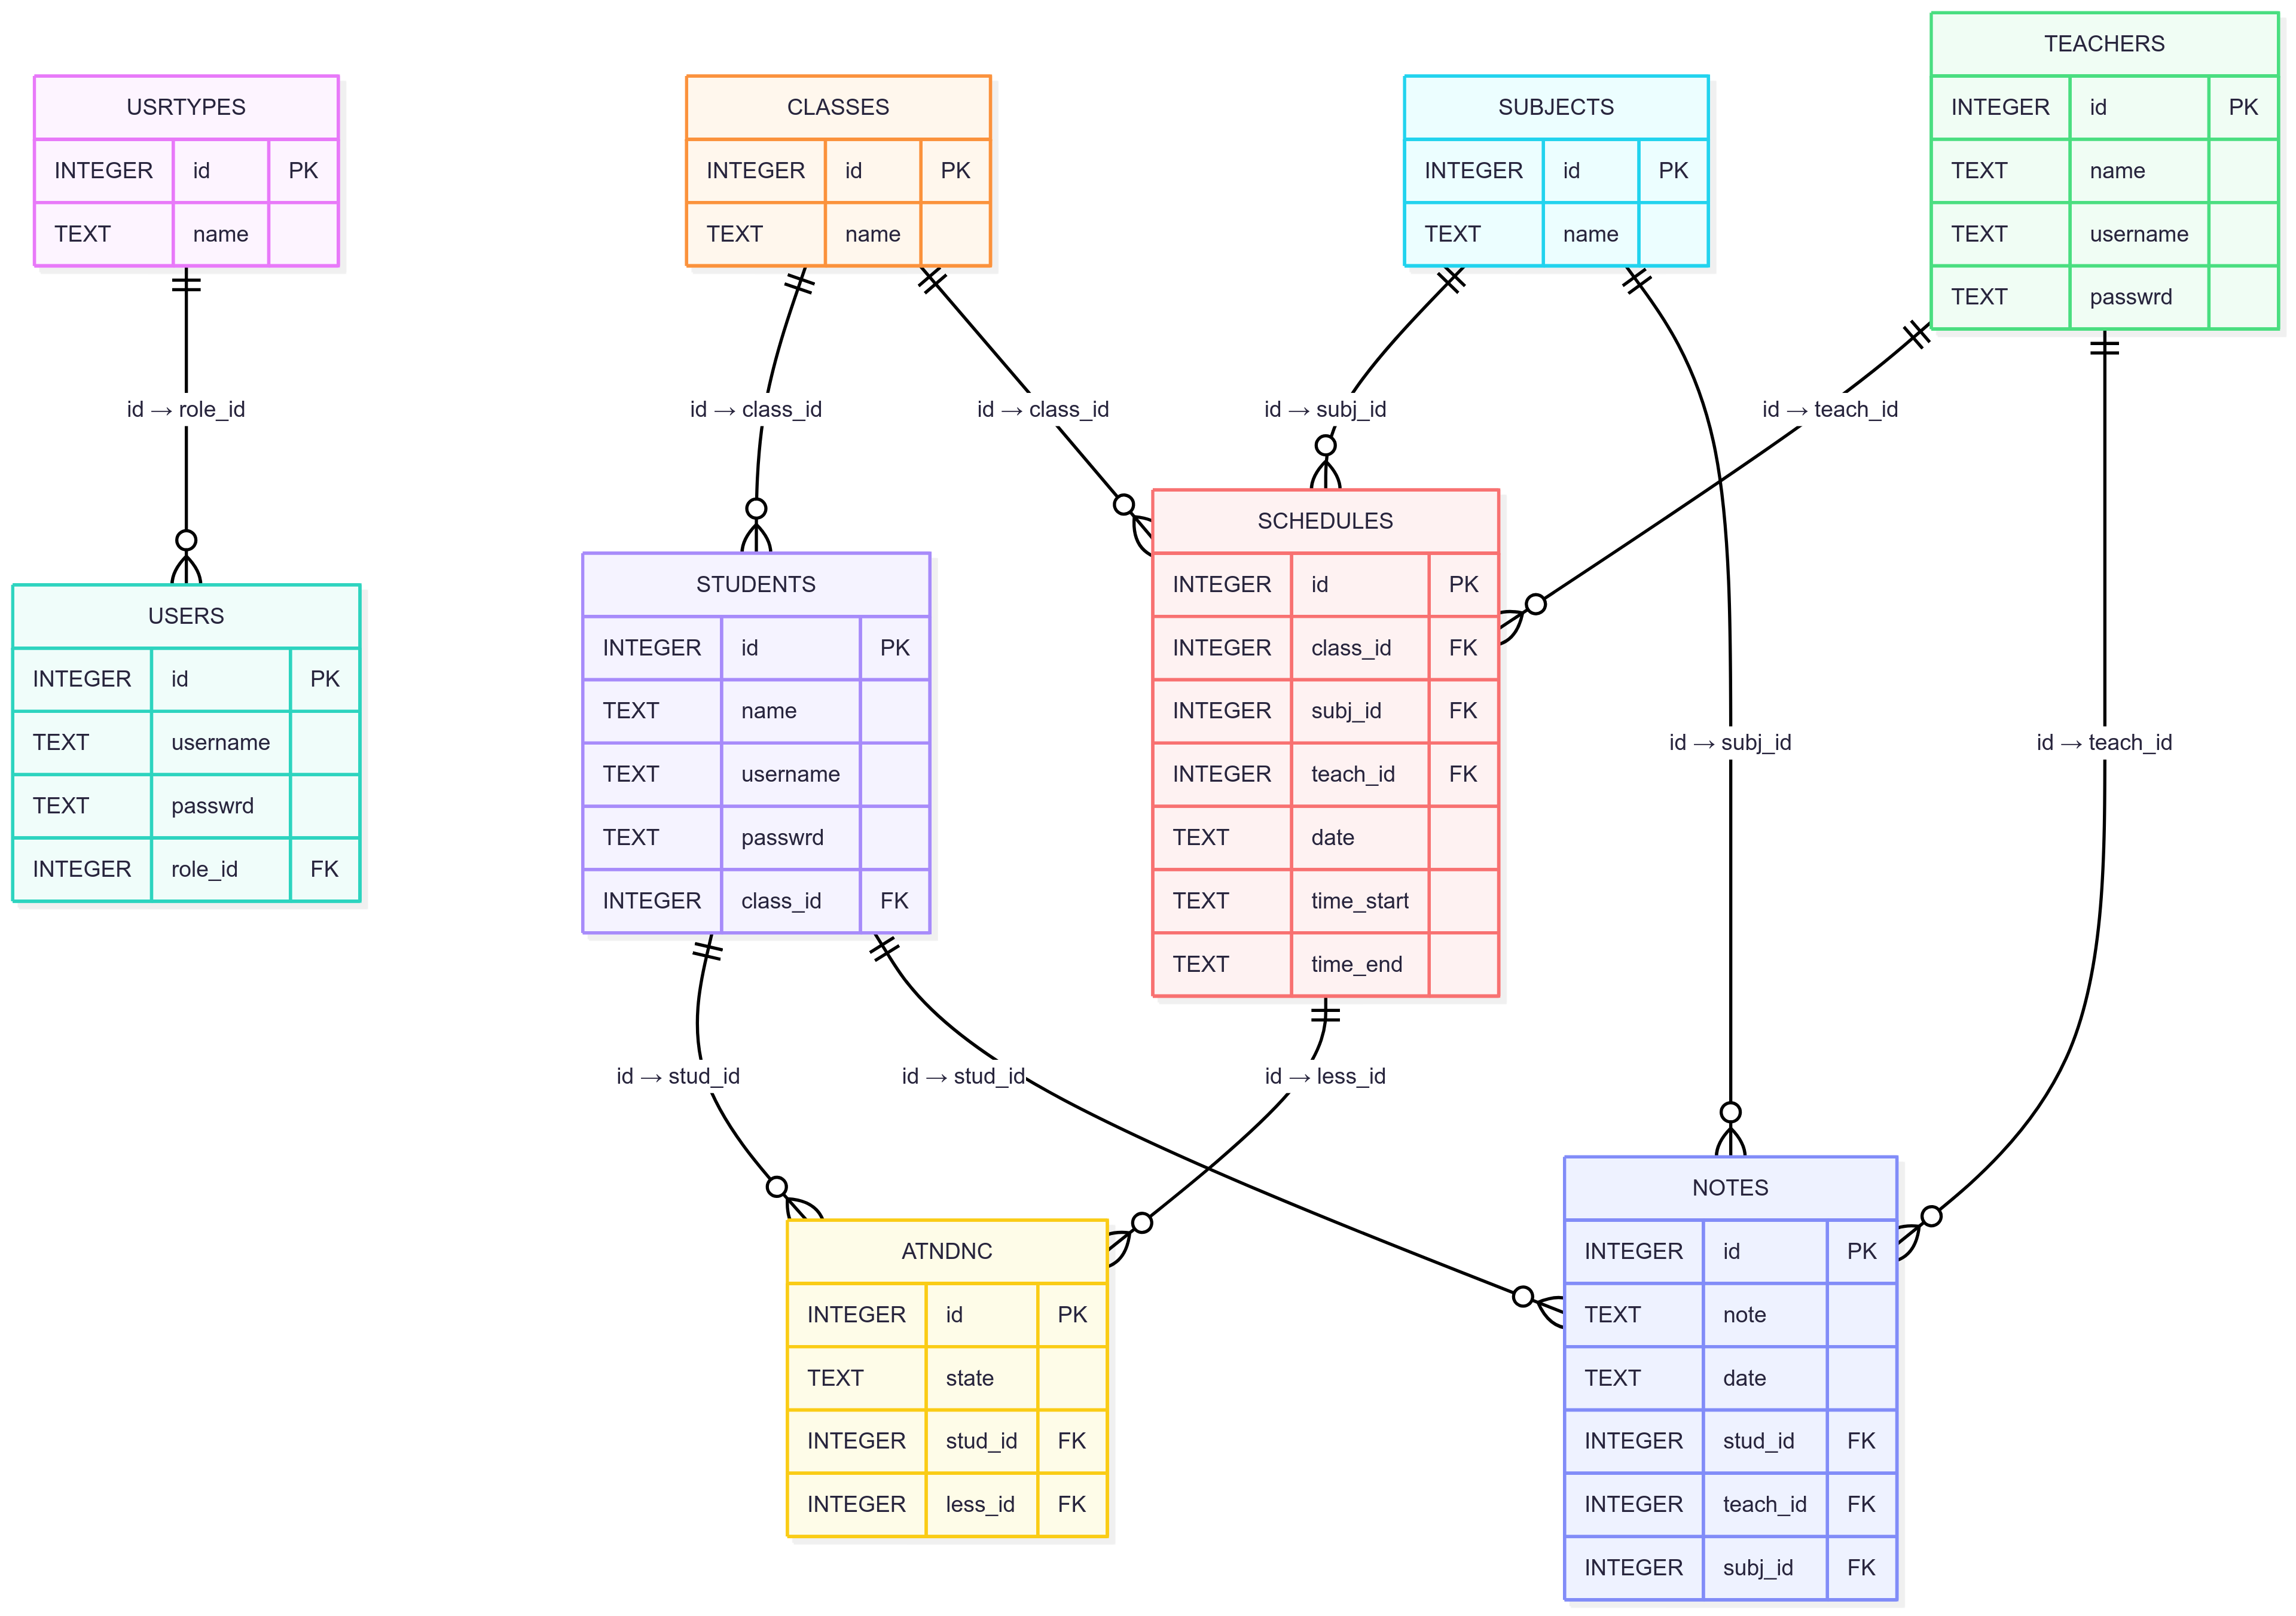 TEACHERS
INTEGER id PK
TEXT name
TEXT username
TEXT passwrd
USRTYPES
INTEGER id PK
TEXT name
CLASSES
INTEGER id PK
TEXT name
SUBJECTS
INTEGER id PK
TEXT name
id → role_id
id → class_id
id → class_id
id → subj_id
id → teach_id
USERS
INTEGER id PK
TEXT username
TEXT passwrd
INTEGER role_id FK
STUDENTS
INTEGER id PK
TEXT name
TEXT username
TEXT passwrd
INTEGER class_id FK
SCHEDULES
INTEGER id PK
INTEGER class_id FK
INTEGER subj_id FK
INTEGER teach_id FK
TEXT date
TEXT time_start
TEXT time_end
id → subj_id
id → teach_id
id → stud_id
id → stud_id
id → less_id
ATNDNC
INTEGER id PK
TEXT state
INTEGER stud_id FK
INTEGER less_id FK
NOTES
INTEGER id PK
TEXT note
TEXT date
INTEGER stud_id FK
INTEGER teach_id FK
INTEGER subj_id FK